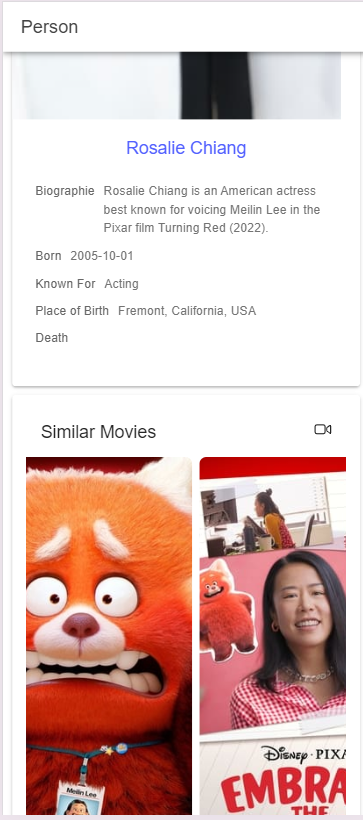 Person
Rosalie Chiang
Biographie Rosalie Chiang is an American actress
best known for voicing Meilin Lee in the
Pixar film Turning Red (2022).
Born 2005-10-01
Known For Acting
Place of Birth Fremont, California, USA
Death
Similar Movies
Meilin Lee
Disney · PIXA
EMBRA
THE